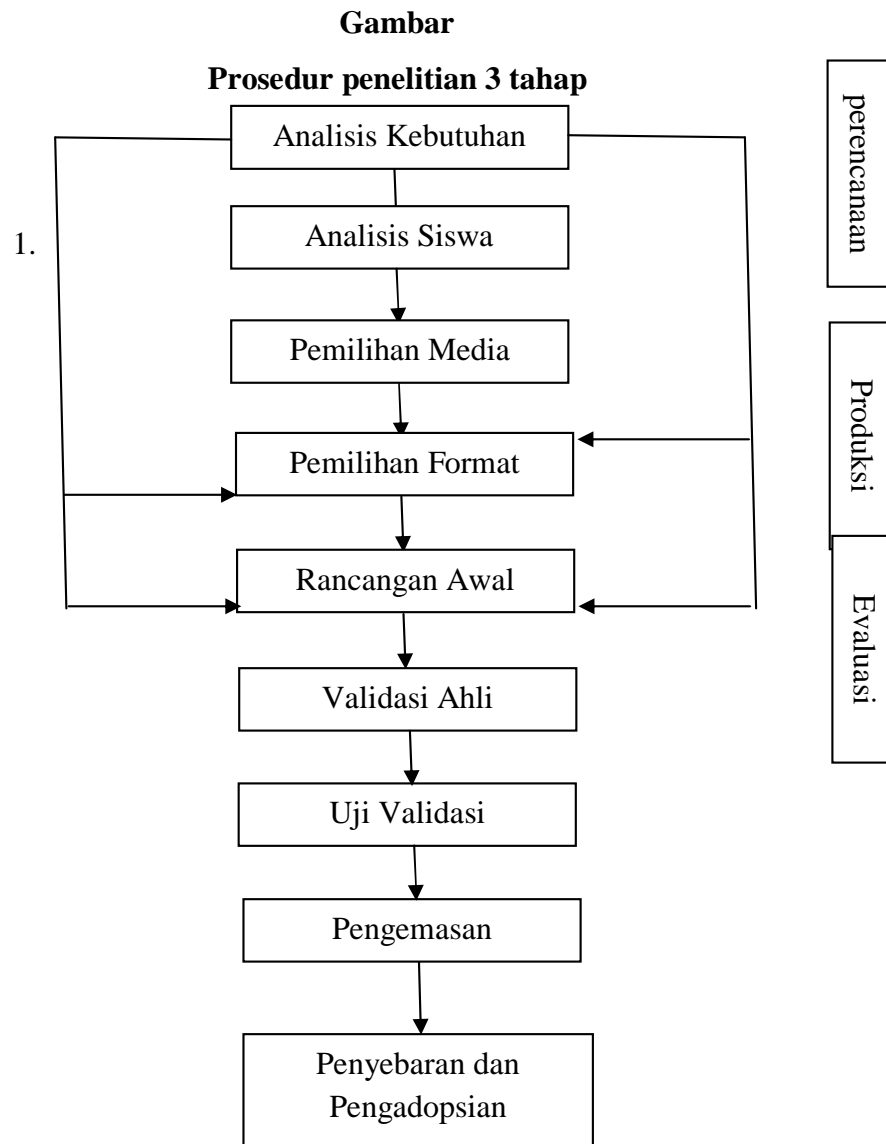 Gambar
Prosedur penelitian 3 tahap
Analisis Kebutuhan
perencanaan
1.
Analisis Siswa
Pemilihan Media
Produksi
Pemilihan Format
Rancangan Awal
Evaluasi
Validasi Ahli
Uji Validasi
Pengemasan
Penyebaran dan
Pengadopsian